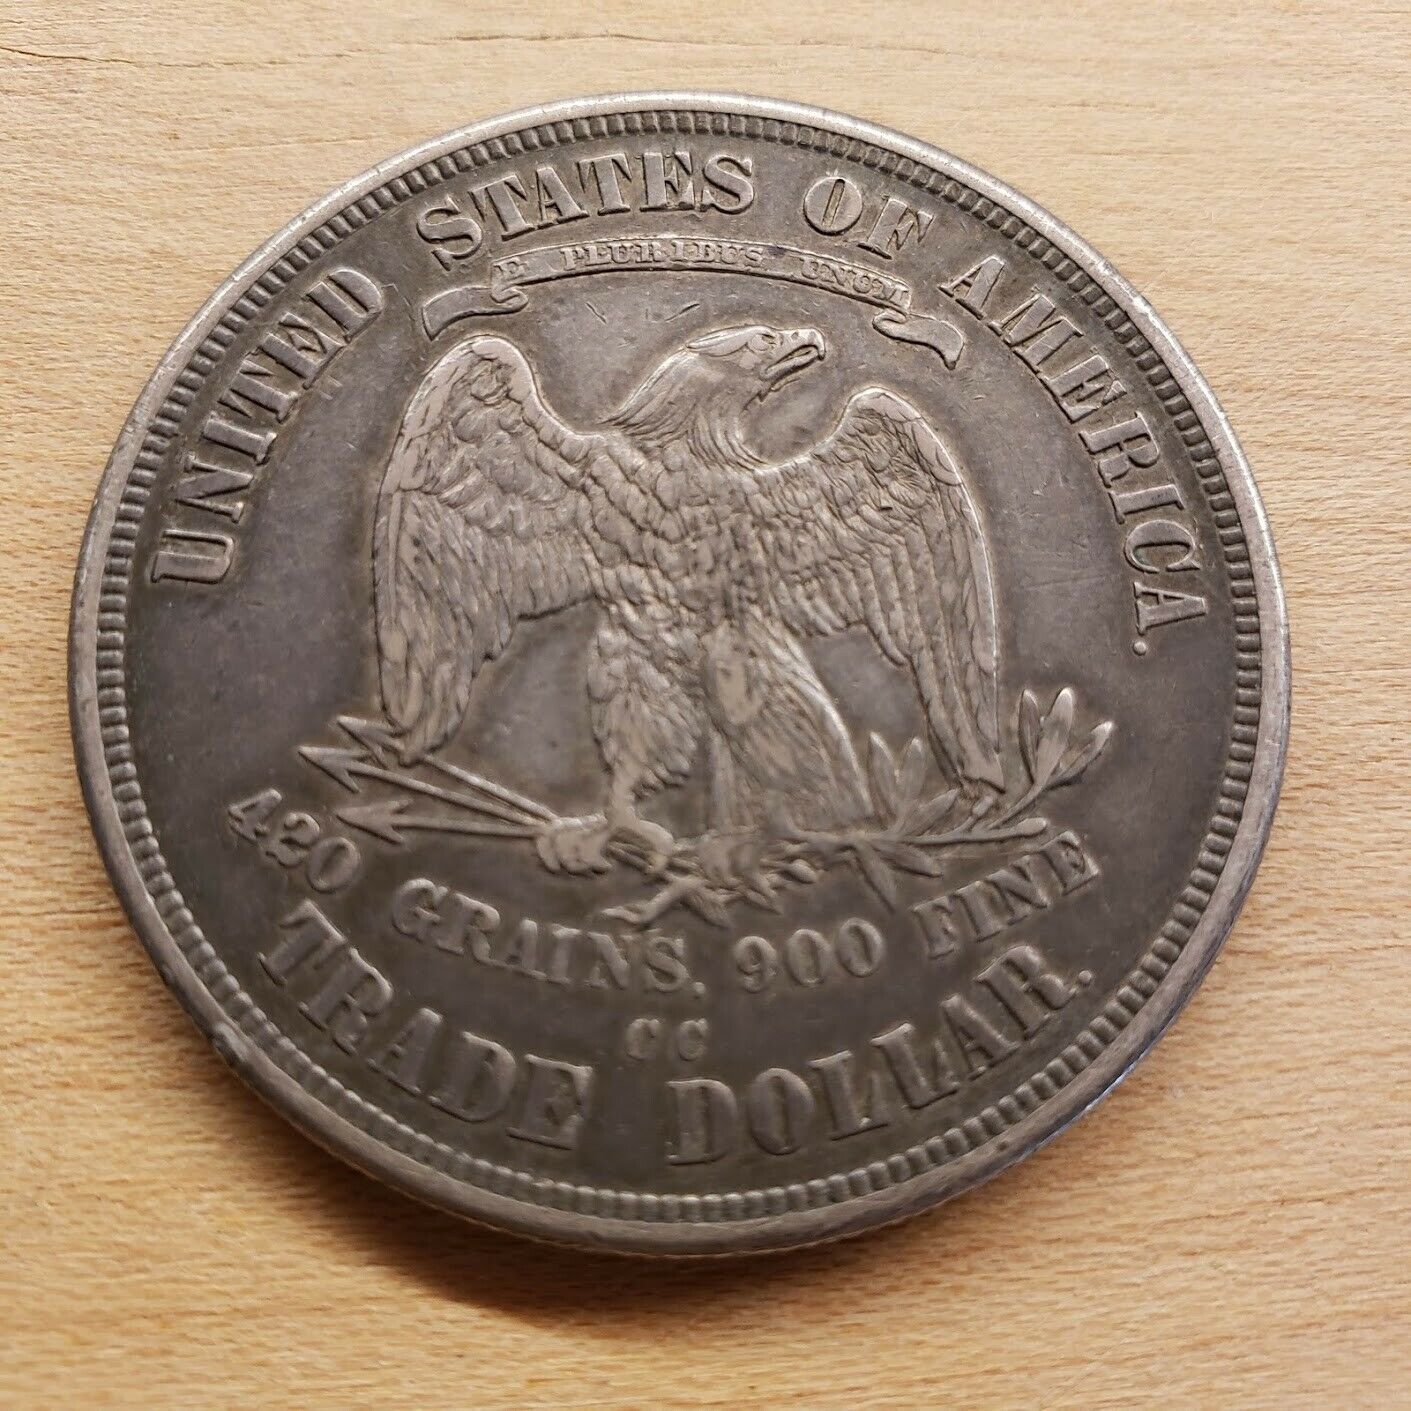 UNITED STATES OF AMERICA.
E PLURIBUS UNUM
420 GRAINS, 900 FINE
CC
TRADE DOLLAR.